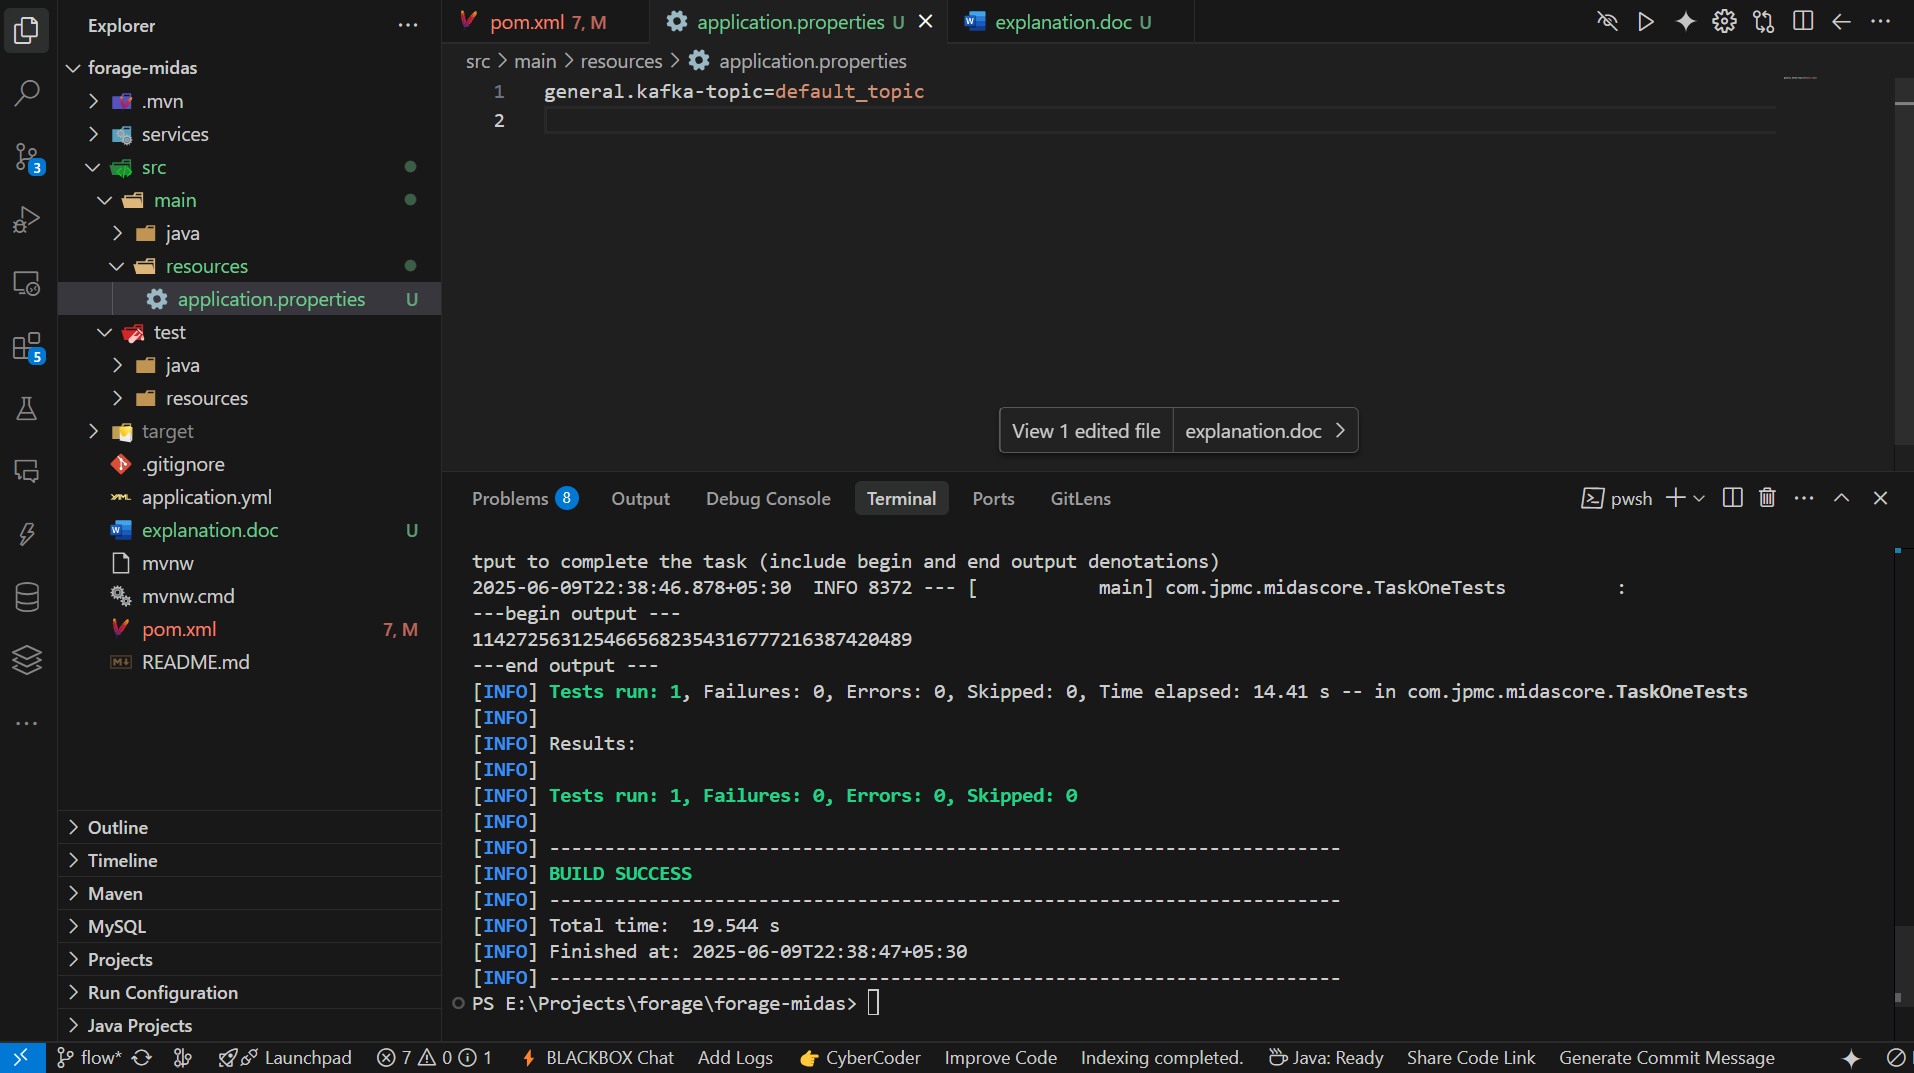 Explorer
forage-midas
.mvn
services
src
main
java
resources
application.properties U
test
java
resources
target
.gitignore
application.yml
explanation.doc U
mvnw
mvnw.cmd
pom.xml 7, M
README.md
Outline
Timeline
Maven
MySQL
Projects
Run Configuration
Java Projects
3
5
pom.xml 7, M
application.properties U
explanation.doc U
src > main > resources > application.properties
1 general.kafka-topic=default_topic
2
View 1 edited file explanation.doc
Problems 8 Output Debug Console Terminal Ports GitLens pwsh
tput to complete the task (include begin and end output denotations)
2025-06-09T22:38:46.878+05:30  INFO 8372 --- [           main] com.jpmc.midascore.TaskOneTests          :
---begin output ---
1142725631254665682354316777216387420489
---end output ---
[INFO] Tests run: 1, Failures: 0, Errors: 0, Skipped: 0, Time elapsed: 14.41 s -- in com.jpmc.midascore.TaskOneTests
[INFO]
[INFO] Results:
[INFO]
[INFO] Tests run: 1, Failures: 0, Errors: 0, Skipped: 0
[INFO]
[INFO] ------------------------------------------------------------------------
[INFO] BUILD SUCCESS
[INFO] ------------------------------------------------------------------------
[INFO] Total time:  19.544 s
[INFO] Finished at: 2025-06-09T22:38:47+05:30
[INFO] ------------------------------------------------------------------------
PS E:\Projects\forage\forage-midas>
flow* Launchpad 7 0 1 BLACKBOX Chat Add Logs CyberCoder Improve Code Indexing completed. Java: Ready Share Code Link Generate Commit Message